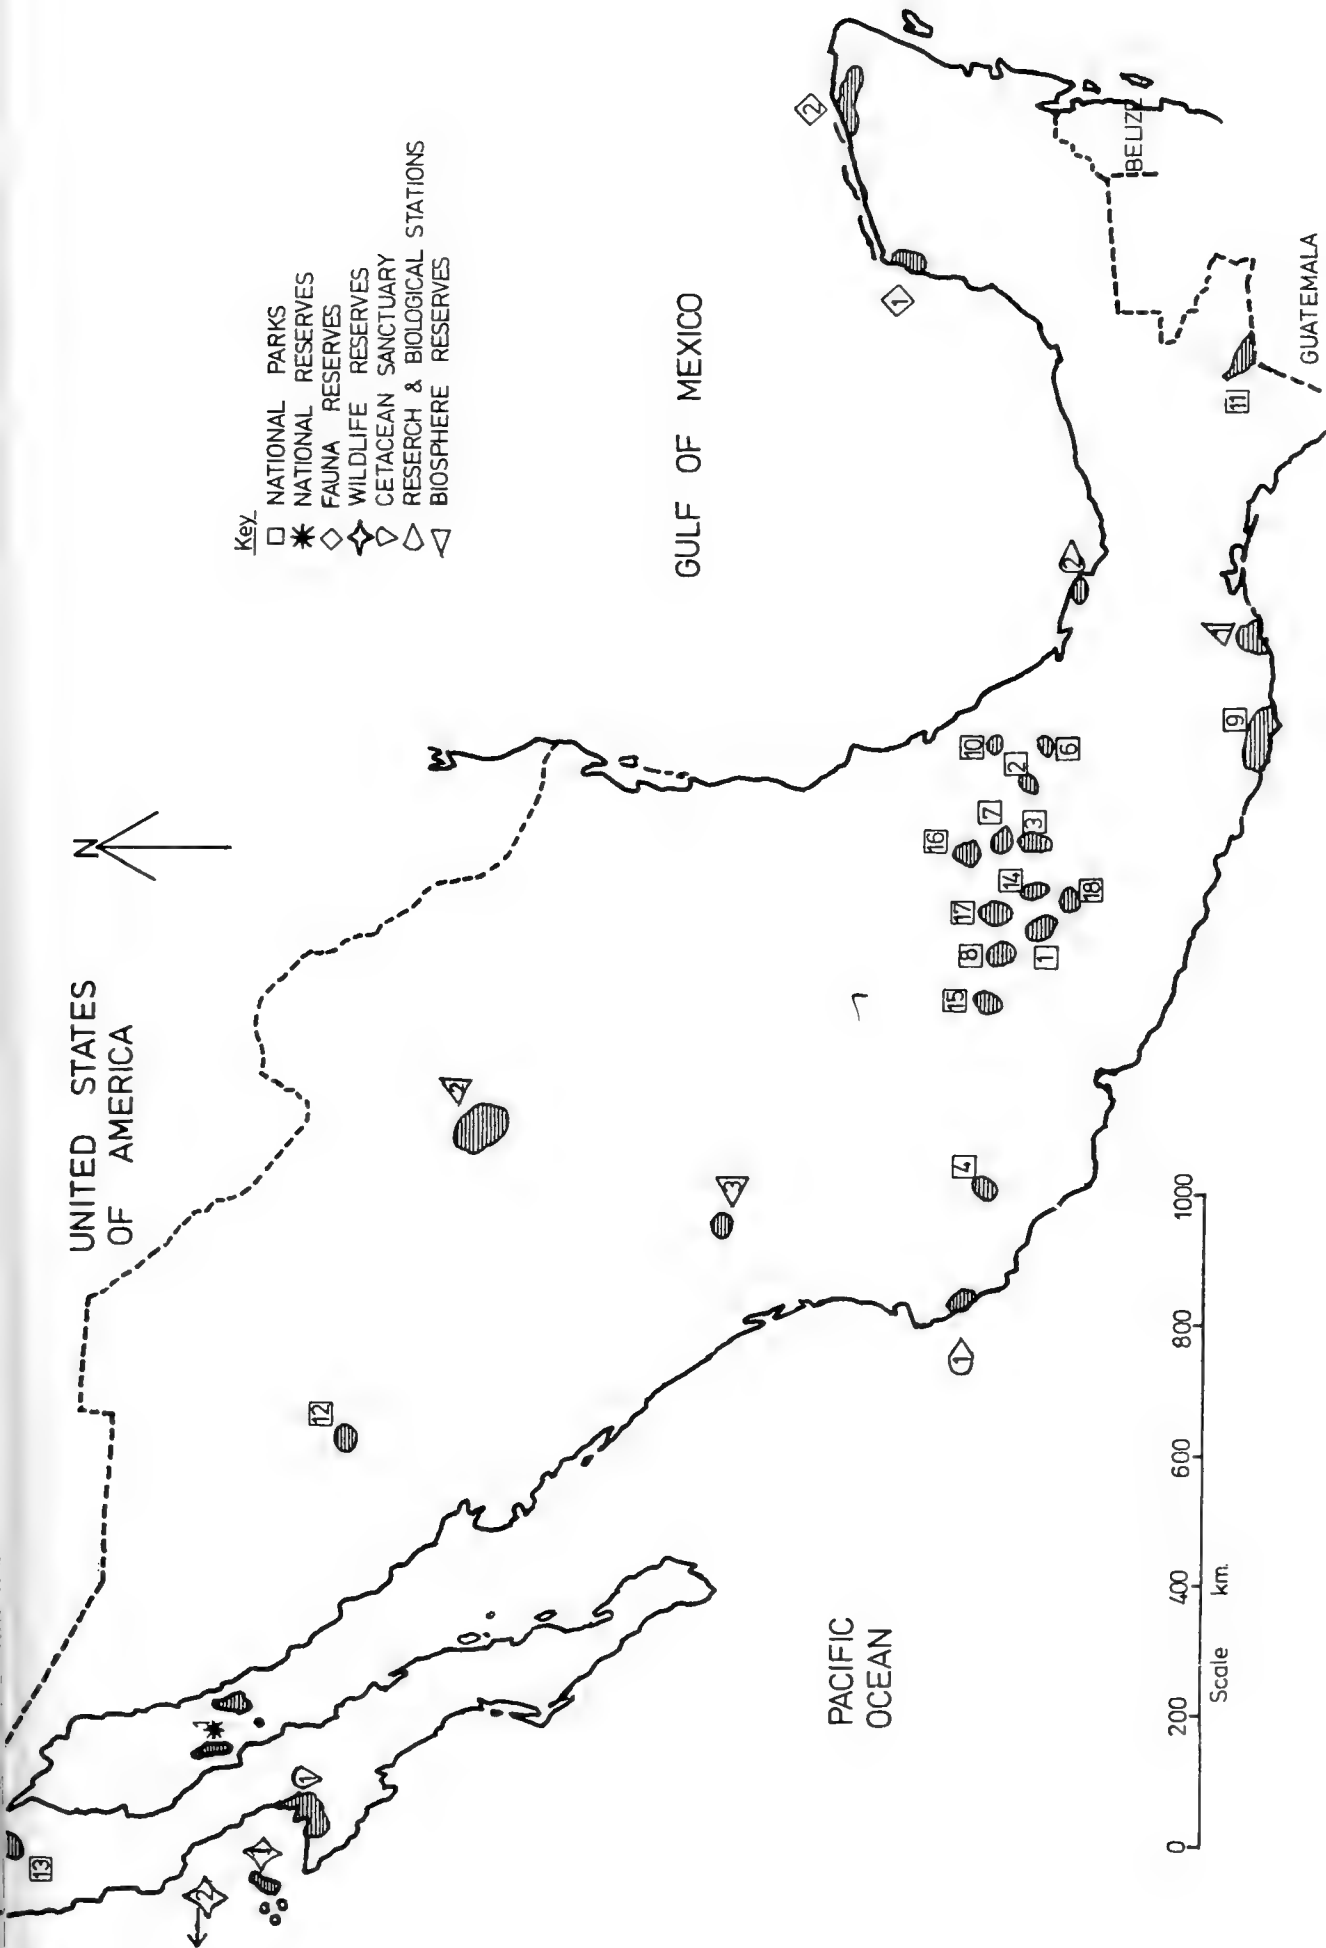 UNITED STATES
OF AMERICA
N
Key
NATIONAL PARKS
NATIONAL RESERVES
FAUNA RESERVES
WILDLIFE RESERVES
CETACEAN SANCTUARY
RESERCH & BIOLOGICAL STATIONS
BIOSPHERE RESERVES
GULF OF MEXICO
PACIFIC
OCEAN
BELIZE
GUATEMALA
13
2
1
1
1
12
2
3
4
1
15
8
17
16
7
10
2
14
3
6
1
18
2
9
1
11
1
2
0 200 400 600 800 1000
Scale km.